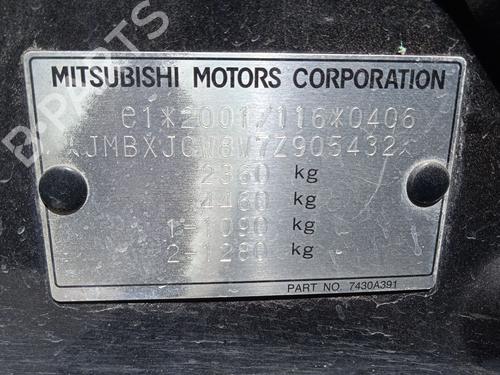 MITSUBISHI MOTORS CORPORATION
e1*2001/116*0406
*JMBXJCW8W7Z905432*
2360 kg
4460 kg
1-1090 kg
2-1280 kg
PART NO. 7430A391
B-PARTS